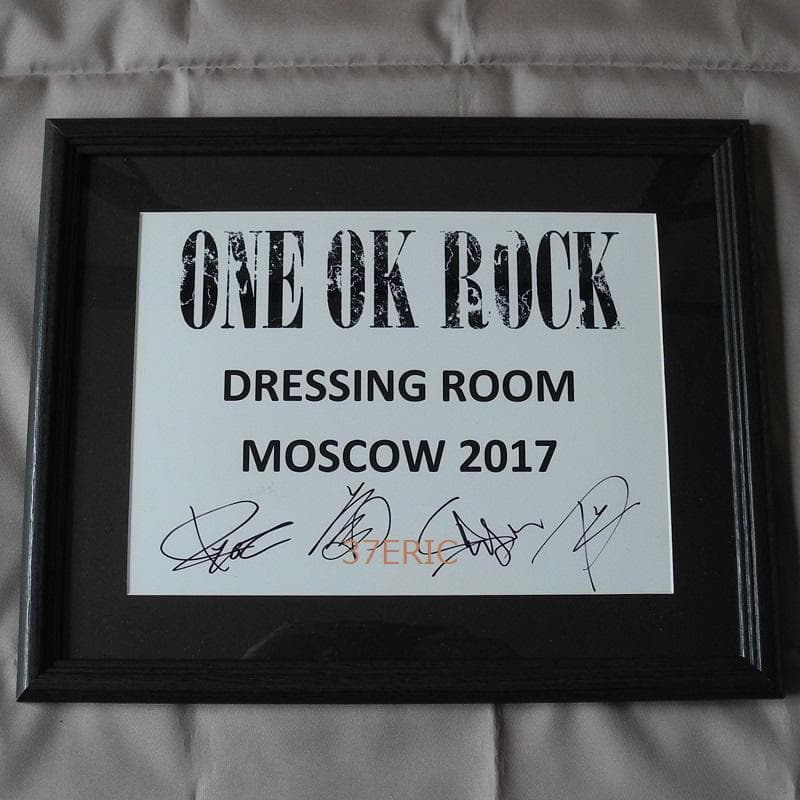 ONE OK ROCK
DRESSING ROOM
MOSCOW 2017
37ERIC